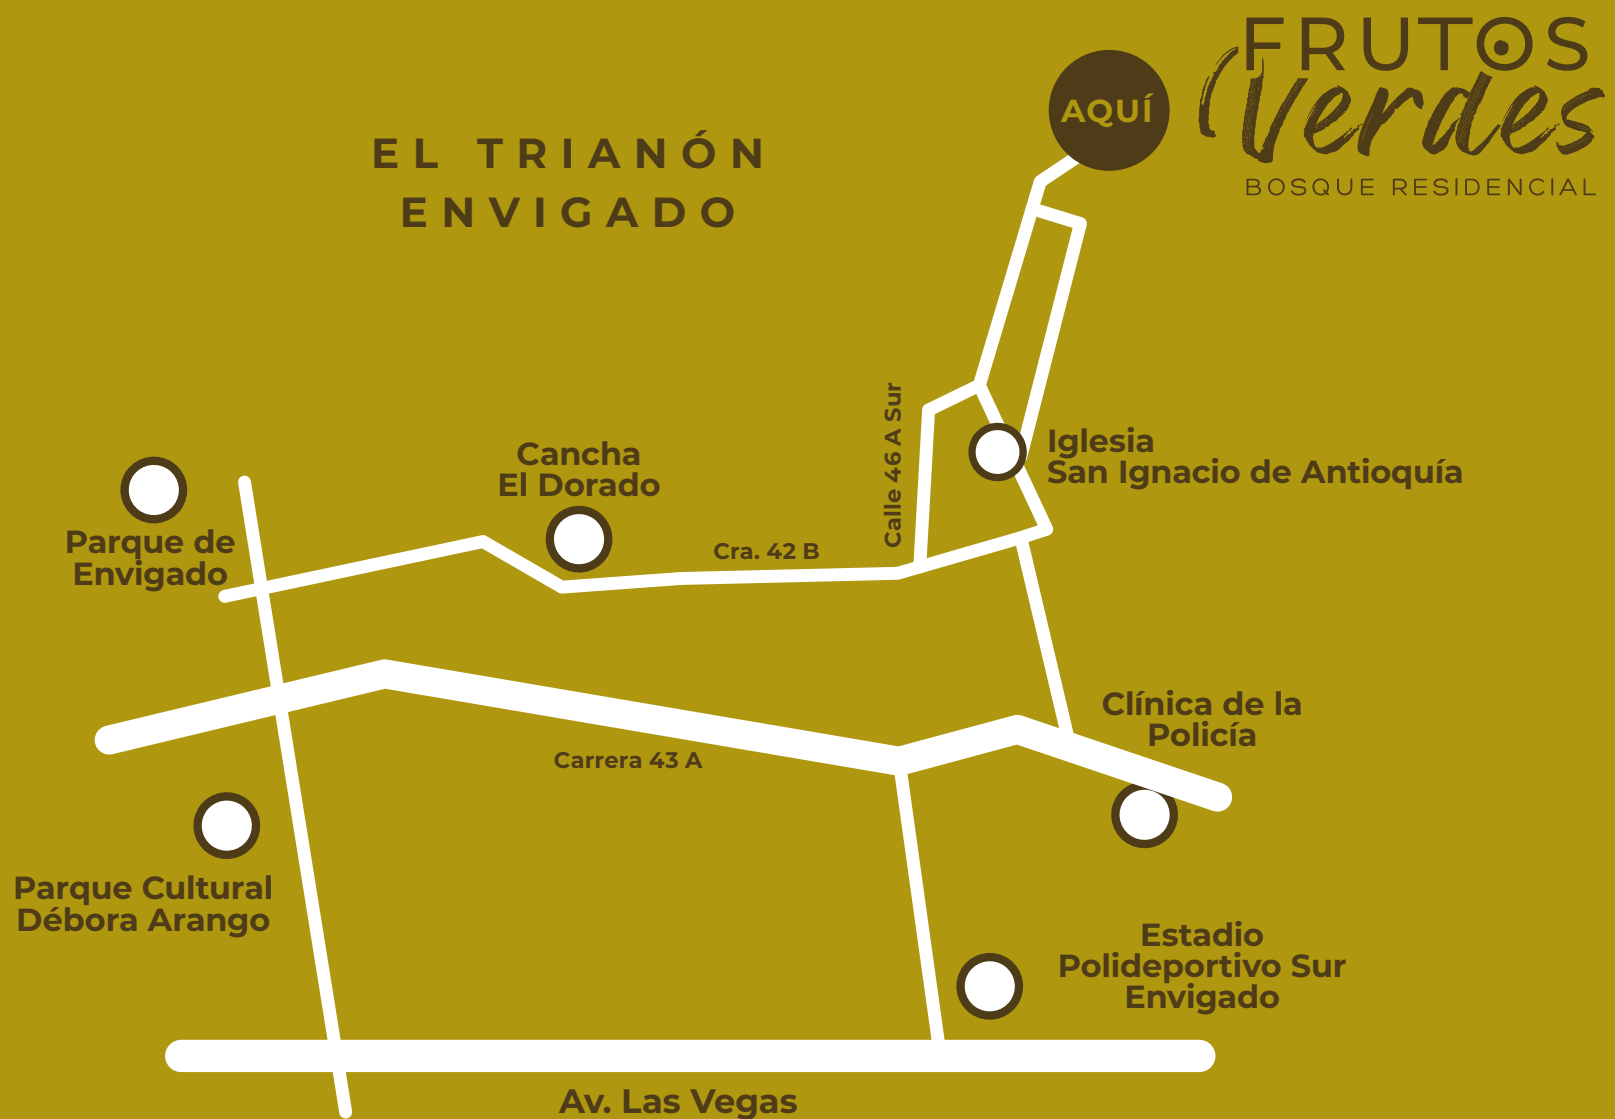 FRUTOS
Verdes
BOSQUE RESIDENCIAL
AQUÍ
EL TRIANÓN
ENVIGADO
Calle 46 A Sur
Iglesia
San Ignacio de Antioquía
Cancha
El Dorado
Parque de
Envigado
Cra. 42 B
Clínica de la
Policía
Carrera 43 A
Parque Cultural
Débora Arango
Estadio
Polideportivo Sur
Envigado
Av. Las Vegas